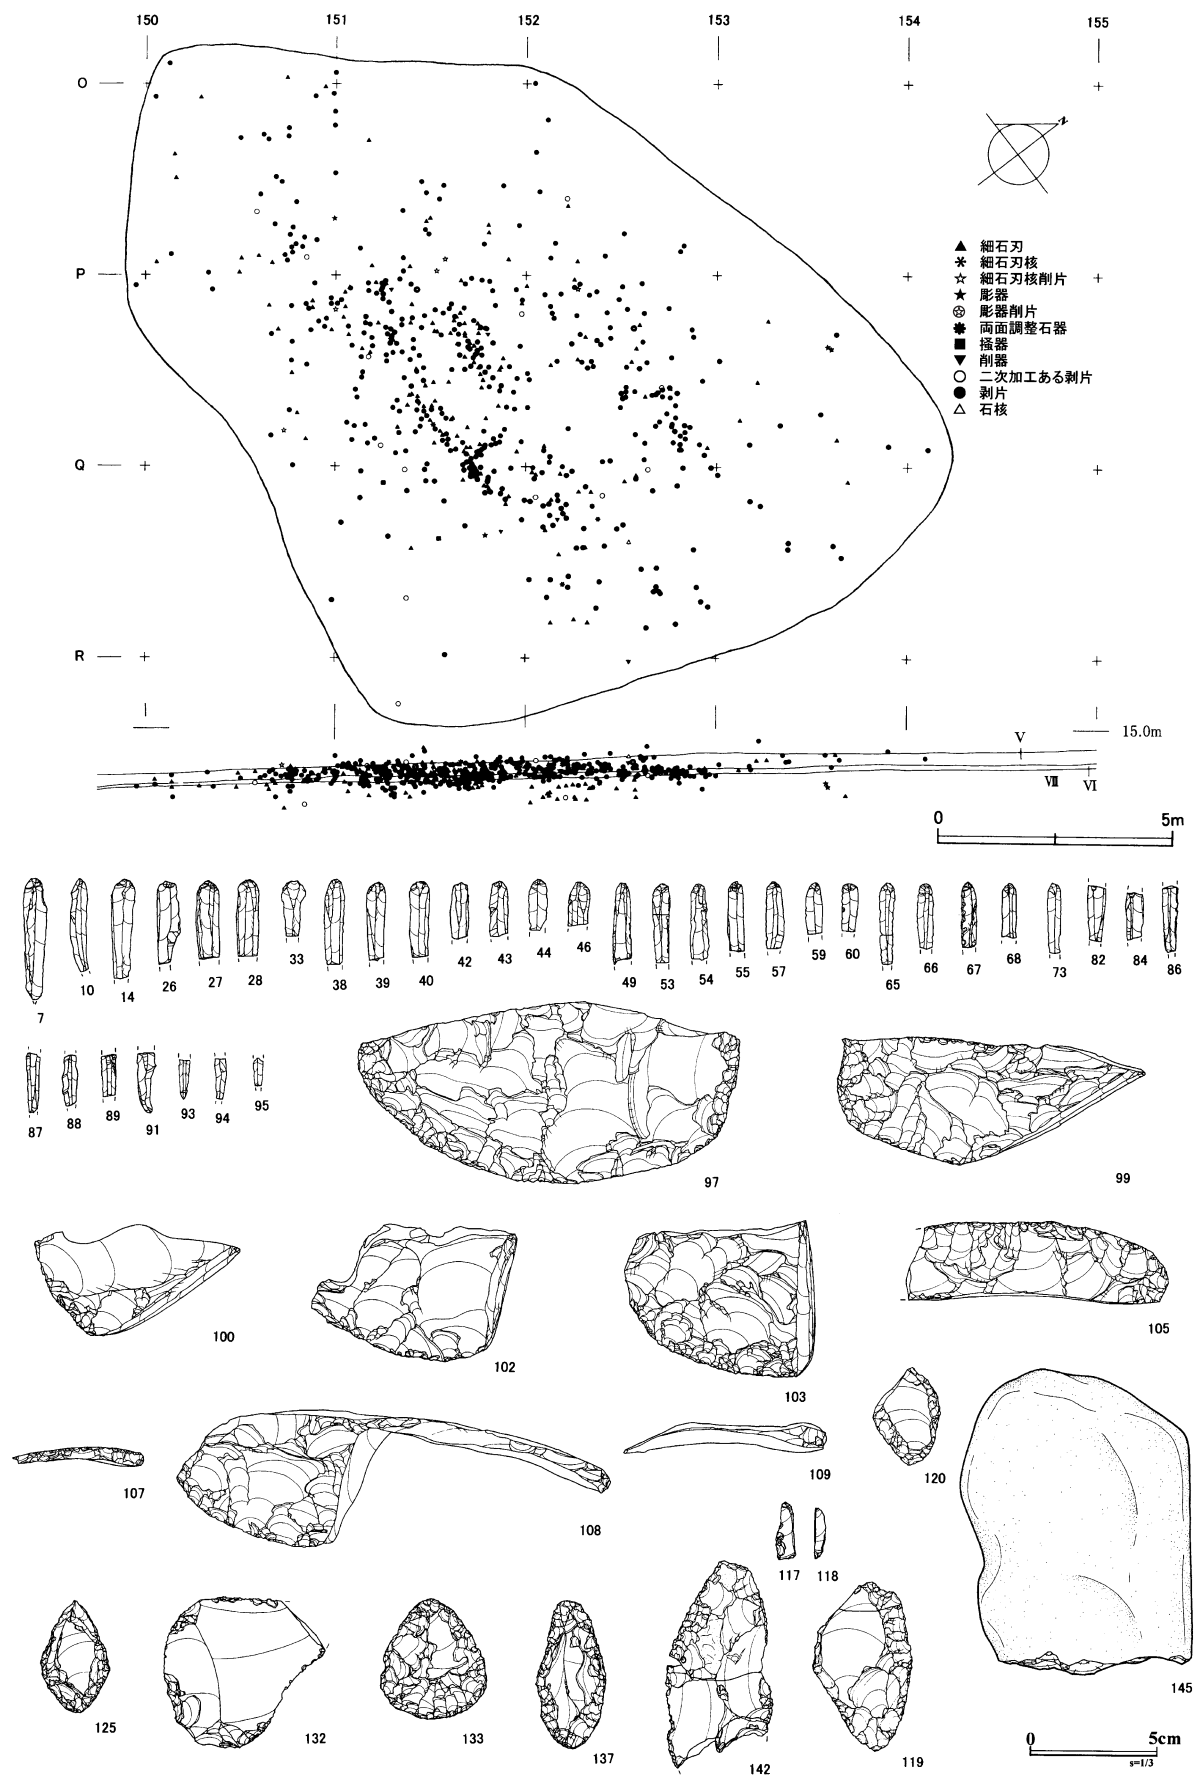 150 151 152 153 154 155
O
N
▲ 細石刃
細石刃核
☆ 細石刃核削片
★ 彫器
彫器削片
両面調整石器
■ 掻器
▼ 削器
○ 二次加工ある剥片
● 剥片
△ 石核
P
Q
R
15.0m
V
Ⅶ Ⅵ
0 5m
7 10 14 26 27 28 33 38 39 40 42 43 44 46 49 53 54 55 57 59 60 65 66 67 68 73 82 84 86
87 88 89 91 93 94 95
97 99
100 102 103 105
107 108 109 120
117 118
125 132 133 137 142 119 145
0 5cm
s=1/3